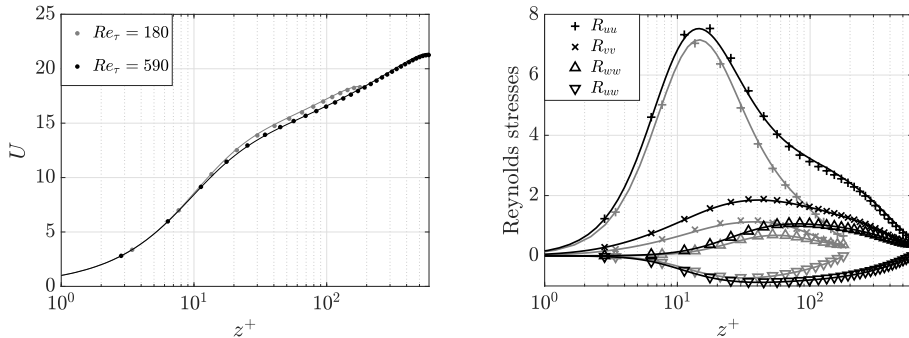 25
20
15
10
5
0
U
Re_τ = 180
Re_τ = 590
10^0
10^1
10^2
z^+
8
6
4
2
0
Reynolds stresses
R_uu
R_vv
R_ww
R_uw
10^0
10^1
10^2
z^+